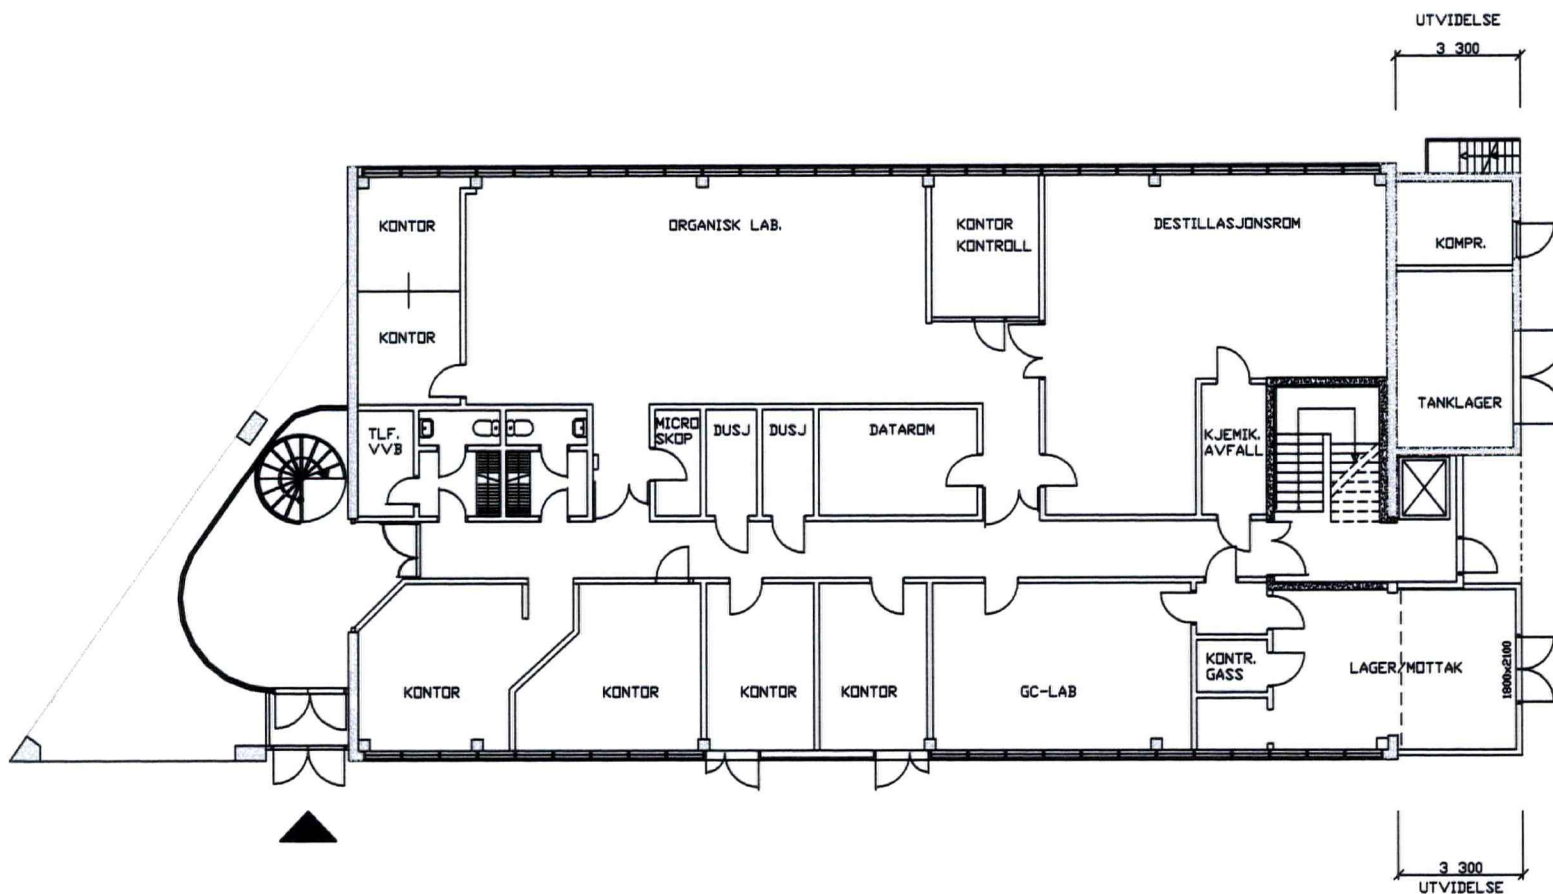 UTVIDELSE
3 300
KONTOR
ORGANISK LAB.
KONTOR
KONTROLL
DESTILLASJONSROM
KOMPR.
KONTOR
TANKLAGER
TLF.
VVB
MICRO
SKOP
DUSJ
DUSJ
DATAROM
KJEMIK.
AVFALL
KONTOR
KONTOR
KONTOR
KONTOR
GC-LAB
KONTR.
GASS
LAGER/MOTTAK
1800x2100
3 300
UTVIDELSE